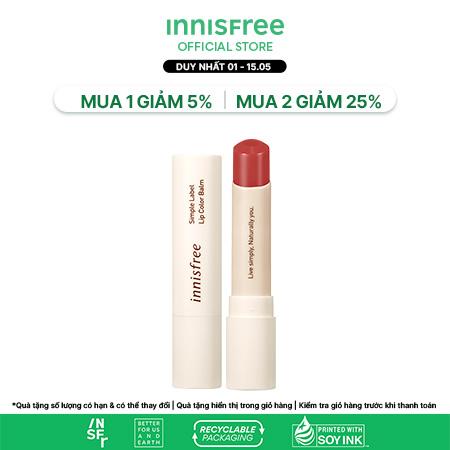 innisfree
OFFICIAL STORE
DUY NHẤT 01 - 15.05
MUA 1 GIẢM 5% | MUA 2 GIẢM 25%
Simple Label
Lip Color Balm
innisfree
Live simply, Naturally you.
*Quà tặng số lượng có hạn & có thể thay đổi | Quà tặng hiển thị trong giỏ hàng | Kiểm tra giỏ hàng trước khi thanh toán
/N
SFT
BETTER
FOR US
AND
EARTH
RECYCLABLE
PACKAGING
PRINTED WITH
SOY INK™